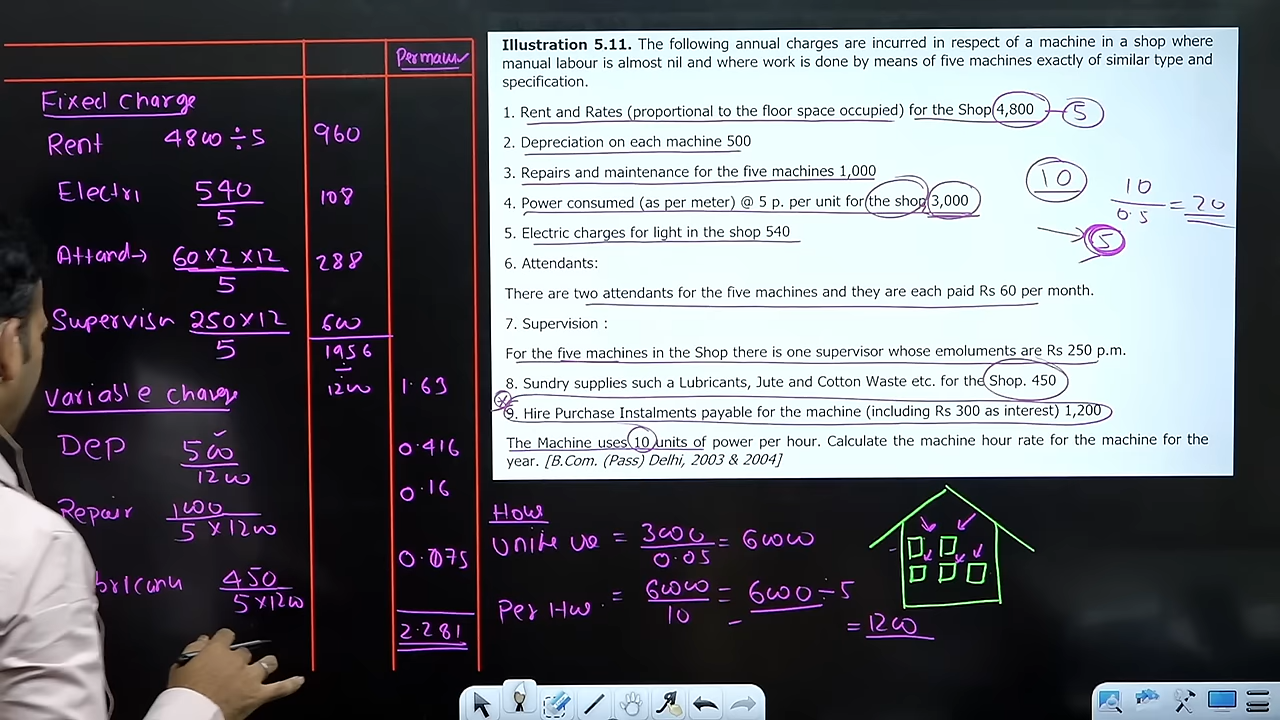 Per machr
Fixed Charge
Rent 4800 ÷ 5 960
Electri 540/5 108
Attand→ 60×2×12/5 288
Supervisn 250×12/5 600
1956
÷
1200 1.63
Variable charge
Dep 500/1200 0.416
Repair 1000/5×1200 0.16
bricanu 450/5×1200 0.075
2.281
Illustration 5.11. The following annual charges are incurred in respect of a machine in a shop where
manual labour is almost nil and where work is done by means of five machines exactly of similar type and
specification.
1. Rent and Rates (proportional to the floor space occupied) for the Shop 4,800 — 5
2. Depreciation on each machine 500
3. Repairs and maintenance for the five machines 1,000
4. Power consumed (as per meter) @ 5 p. per unit for the shop 3,000
5. Electric charges for light in the shop 540
6. Attendants:
There are two attendants for the five machines and they are each paid Rs 60 per month.
7. Supervision :
For the five machines in the Shop there is one supervisor whose emoluments are Rs 250 p.m.
8. Sundry supplies such a Lubricants, Jute and Cotton Waste etc. for the Shop. 450
9. Hire Purchase Instalments payable for the machine (including Rs 300 as interest) 1,200
The Machine uses 10 units of power per hour. Calculate the machine hour rate for the machine for the
year. [B.Com. (Pass) Delhi, 2003 & 2004]
10
10/0.5 = 20
5
Hour
Units us = 3000/0.05 = 60000
Per Hw. = 60000/10 = 6000 ÷ 5
= 1200